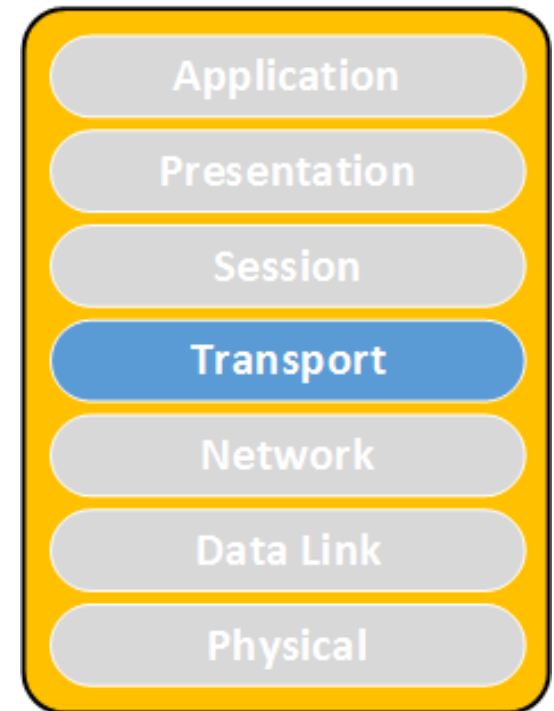 Application
Presentation
Session
Transport
Network
Data Link
Physical